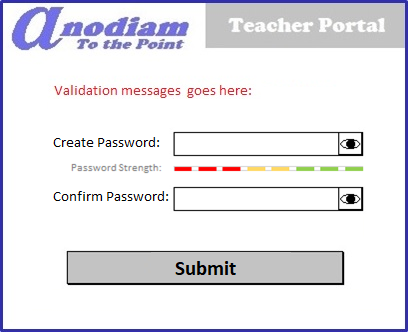 anodiam
To the Point
Teacher Portal
Validation messages goes here:
Create Password:
Password Strength:
Confirm Password:
Submit